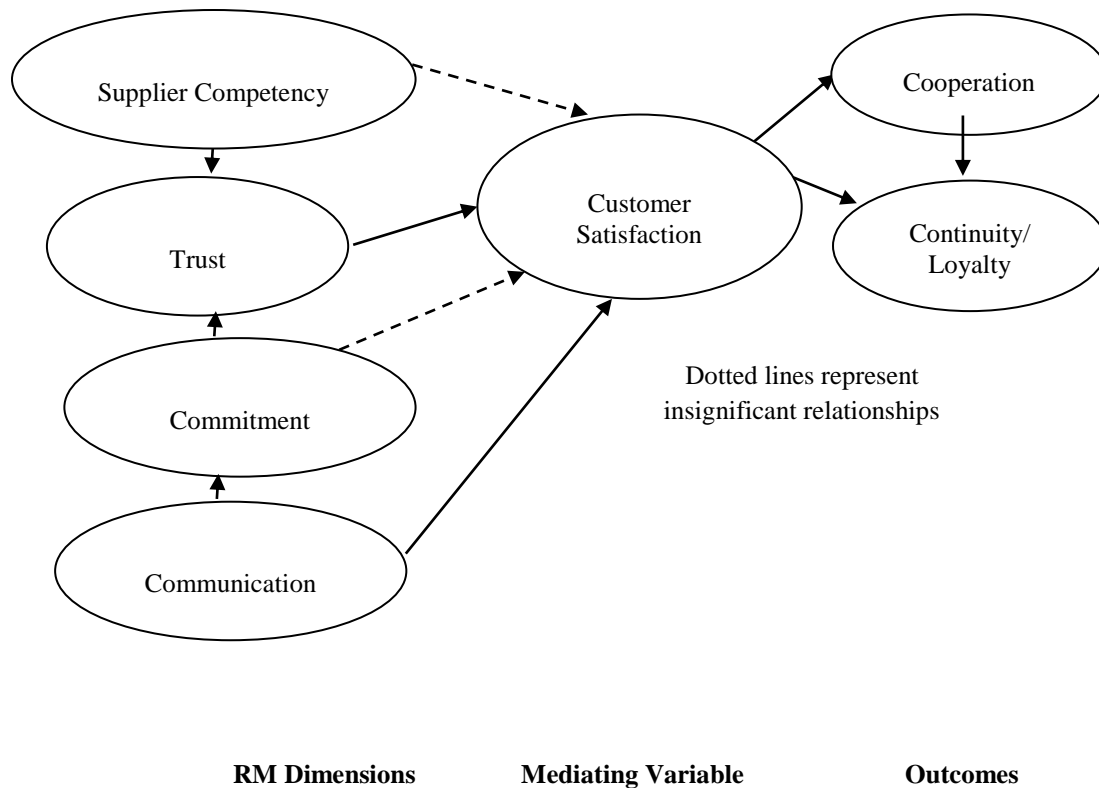 Supplier Competency
Cooperation
Trust
Customer
Satisfaction
Continuity/
Loyalty
Commitment
Dotted lines represent
insignificant relationships
Communication
RM Dimensions
Mediating Variable
Outcomes